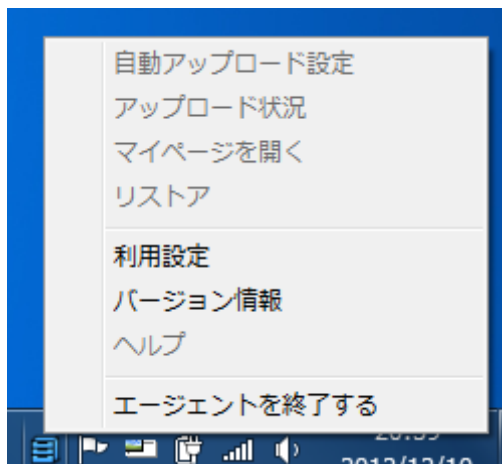 自動アップロード設定
アップロード状況
マイページを開く
リストア
利用設定
バージョン情報
ヘルプ
エージェントを終了する